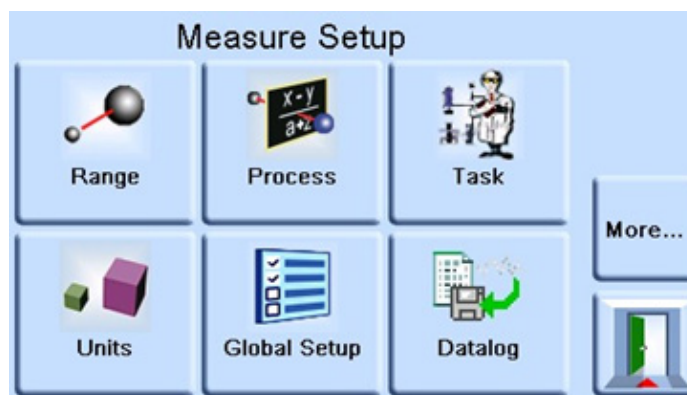 Measure Setup
x-y
a+z
Range
Process
Task
More...
Units
Global Setup
Datalog